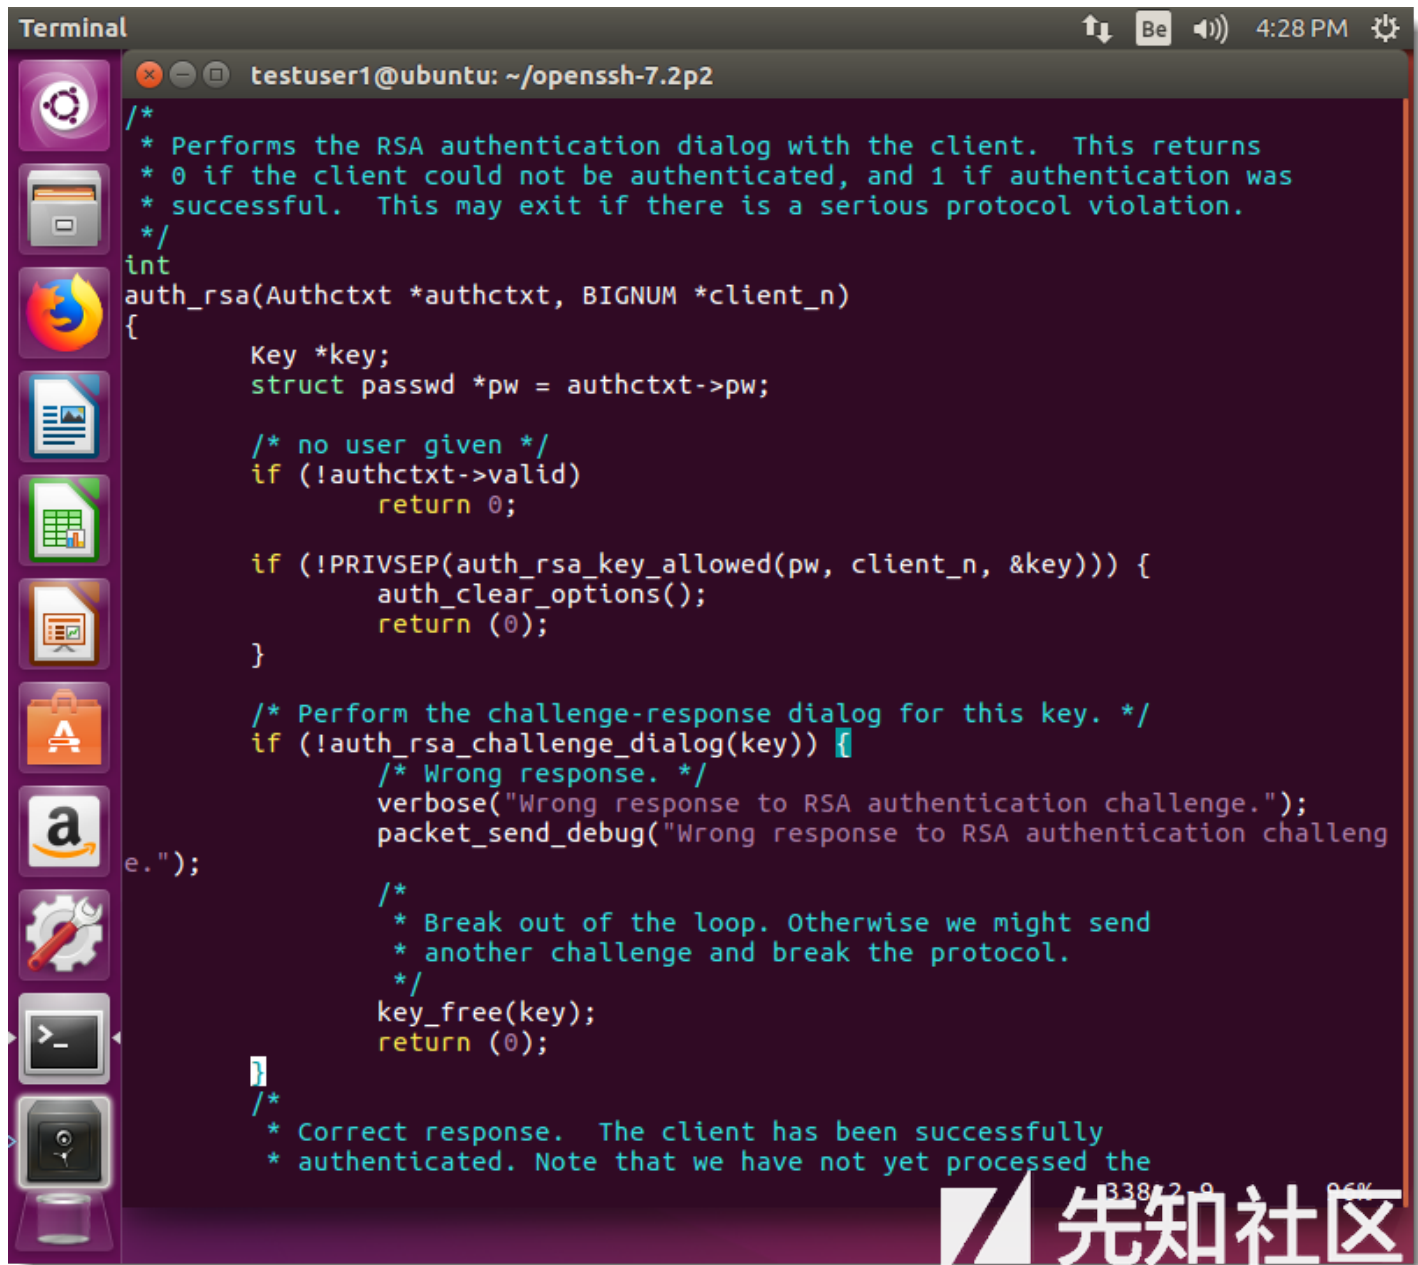 Terminal
Be
4:28 PM
testuser1@ubuntu: ~/openssh-7.2p2
/*
 * Performs the RSA authentication dialog with the client.  This returns
 * 0 if the client could not be authenticated, and 1 if authentication was
 * successful.  This may exit if there is a serious protocol violation.
 */
int
auth_rsa(Authctxt *authctxt, BIGNUM *client_n)
{
        Key *key;
        struct passwd *pw = authctxt->pw;
        /* no user given */
        if (!authctxt->valid)
                return 0;
        if (!PRIVSEP(auth_rsa_key_allowed(pw, client_n, &key))) {
                auth_clear_options();
                return (0);
        }
        /* Perform the challenge-response dialog for this key. */
        if (!auth_rsa_challenge_dialog(key)) {
                /* Wrong response. */
                verbose("Wrong response to RSA authentication challenge.");
                packet_send_debug("Wrong response to RSA authentication challeng
e.");
                /*
                 * Break out of the loop. Otherwise we might send
                 * another challenge and break the protocol.
                 */
                key_free(key);
                return (0);
        }
        /*
         * Correct response.  The client has been successfully
         * authenticated. Note that we have not yet processed the
338,2-9 96%
先知社区